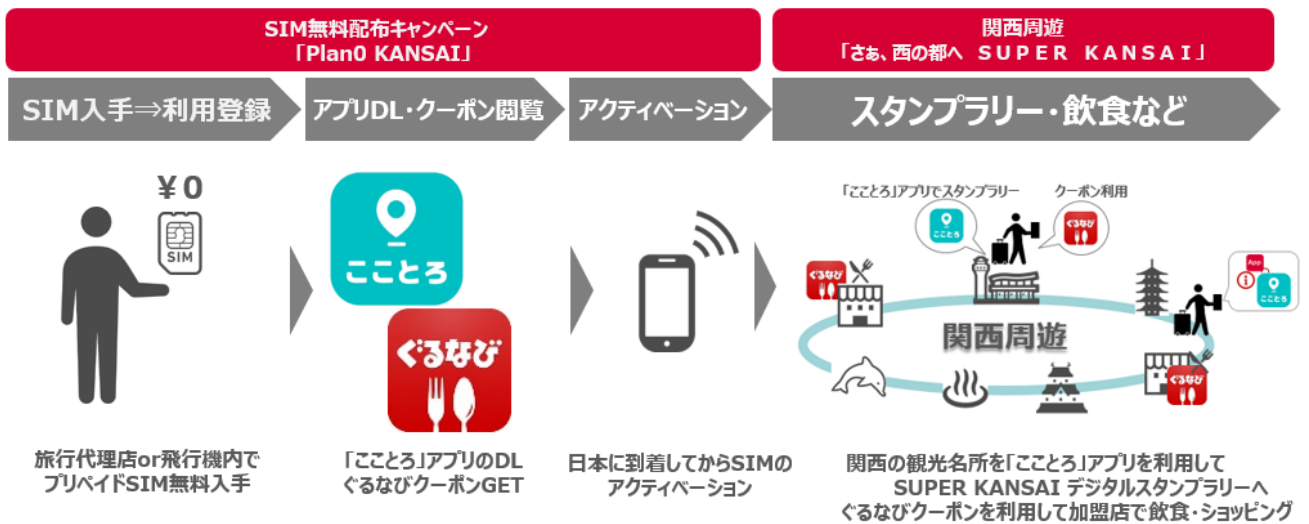 SIM無料配布キャンペーン
「Plan0 KANSAI」
関西周遊
「さぁ、西の都へ ＳＵＰＥＲ ＫＡＮＳＡＩ」
SIM入手⇒利用登録
アプリDL・クーポン閲覧
アクティベーション
スタンプラリー・飲食など
￥0
SIM
こことろ
ぐるなび
「こことろ」アプリでスタンプラリー
クーポン利用
こことろ
ぐるなび
ぐるなび
App
こことろ
関西周遊
ぐるなび
旅行代理店or飛行機内で
プリペイドSIM無料入手
「こことろ」アプリのDL
ぐるなびクーポンGET
日本に到着してからSIMの
アクティベーション
関西の観光名所を「こことろ」アプリを利用して
SUPER KANSAI デジタルスタンプラリーへ
ぐるなびクーポンを利用して加盟店で飲食・ショッピング